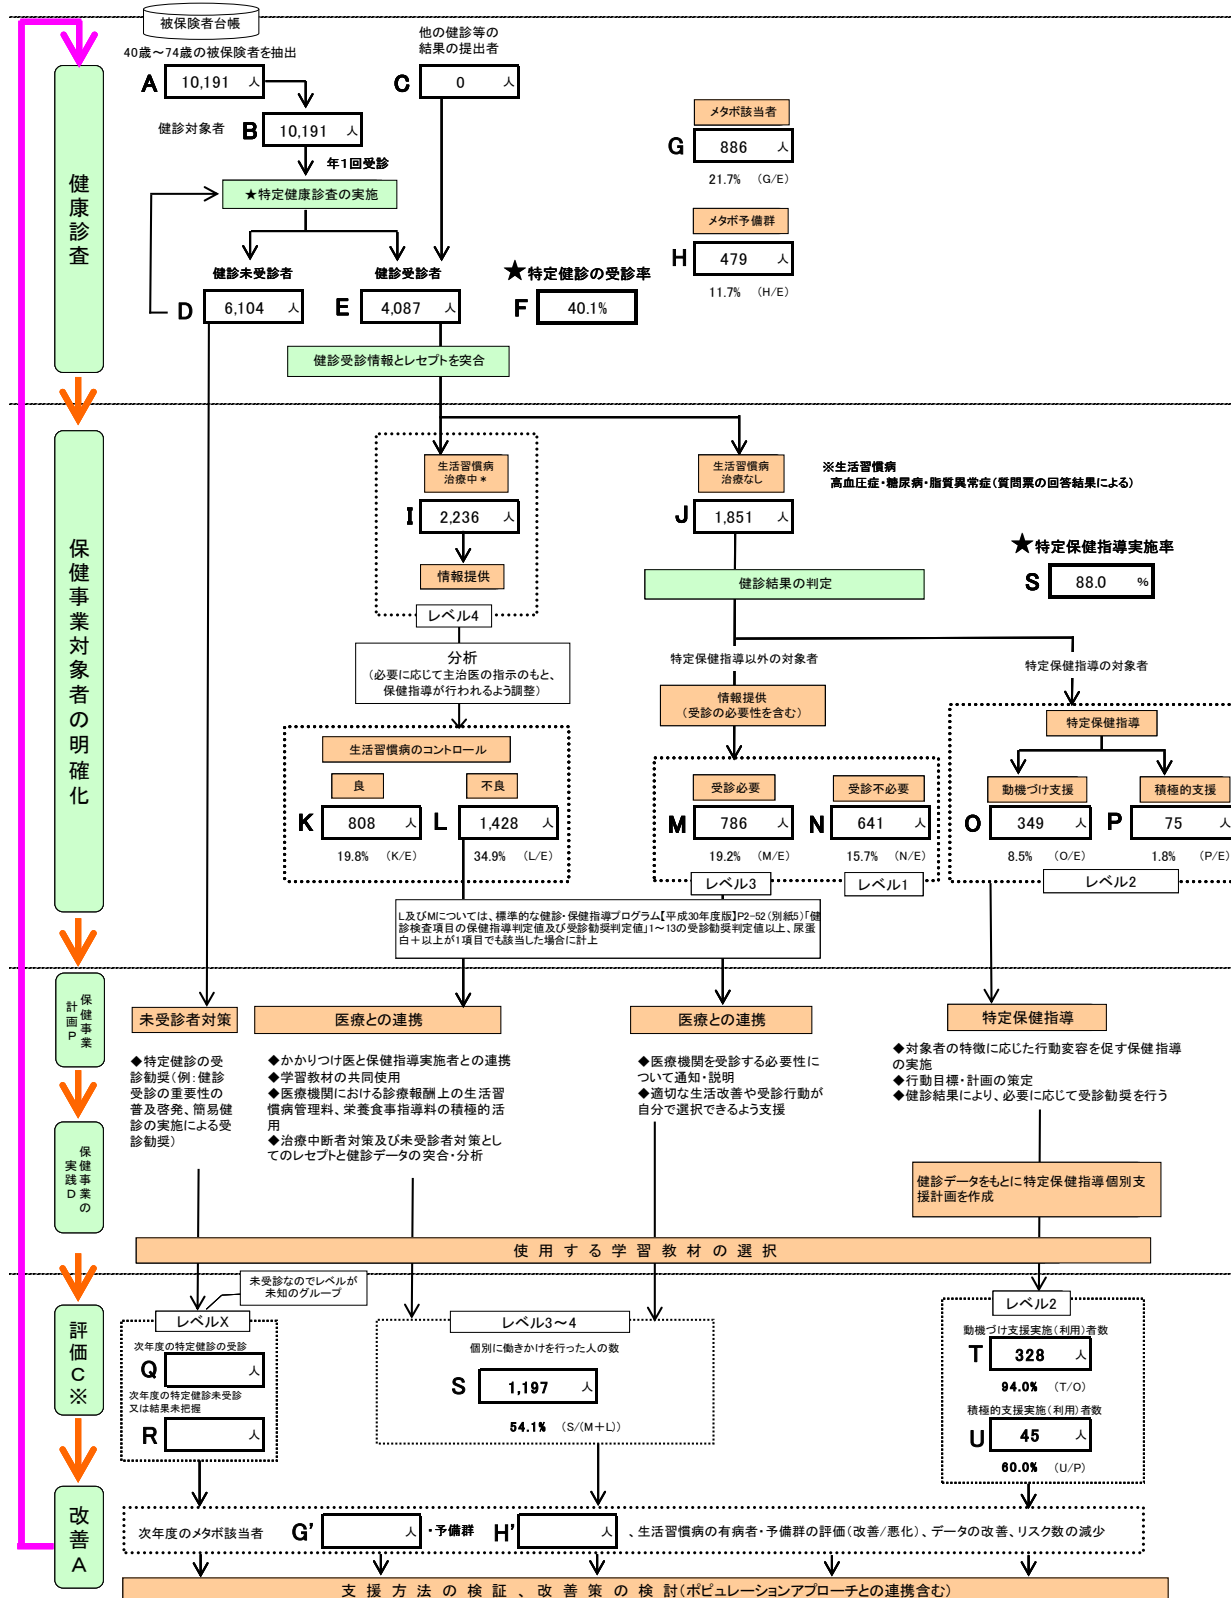 被保険者台帳
40歳～74歳の被保険者を抽出
A 10,191 人
他の健診等の
結果の提出者
C 0 人
健診対象者 B 10,191 人
年1回受診
★特定健康診査の実施
メタボ該当者
G 886 人
21.7% (G/E)
メタボ予備群
H 479 人
11.7% (H/E)
健診未受診者
D 6,104 人
健診受診者
E 4,087 人
★特定健診の受診率
F 40.1%
健診受診情報とレセプトを突合
健康診査
保健事業対象者の明確化
生活習慣病
治療中＊
I 2,236 人
情報提供
レベル4
生活習慣病
治療なし
J 1,851 人
※生活習慣病
高血圧症・糖尿病・脂質異常症(質問票の回答結果による)
★特定保健指導実施率
S 88.0 %
健診結果の判定
分析
(必要に応じて主治医の指示のもと、
保健指導が行われるよう調整)
特定保健指導以外の対象者
特定保健指導の対象者
情報提供
(受診の必要性を含む)
特定保健指導
生活習慣病のコントロール
良
K 808 人
19.8% (K/E)
不良
L 1,428 人
34.9% (L/E)
受診必要
M 786 人
19.2% (M/E)
レベル3
受診不必要
N 641 人
15.7% (N/E)
レベル1
動機づけ支援
O 349 人
8.5% (O/E)
積極的支援
P 75 人
1.8% (P/E)
レベル2
L及びMについては、標準的な健診・保健指導プログラム【平成30年度版】P2-52（別紙5）「健
診検査項目の保健指導判定値及び受診勧奨判定値」1～13の受診勧奨判定値以上、尿蛋
白＋以上が1項目でも該当した場合に計上
保健事業
計画P
保健事業の
実践D
未受診者対策
◆特定健診の受
診勧奨(例:健診
受診の重要性の
普及啓発、簡易健
診の実施による受
診勧奨)
医療との連携
◆かかりつけ医と保健指導実施者との連携
◆学習教材の共同使用
◆医療機関における診療報酬上の生活習
慣病管理料、栄養食事指導料の積極的活
用
◆治療中断者対策及び未受診者対策とし
てのレセプトと健診データの突合・分析
医療との連携
◆医療機関を受診する必要性に
ついて通知・説明
◆適切な生活改善や受診行動が
自分で選択できるよう支援
特定保健指導
◆対象者の特徴に応じた行動変容を促す保健指導
の実施
◆行動目標・計画の策定
◆健診結果により、必要に応じて受診勧奨を行う
健診データをもとに特定保健指導個別支
援計画を作成
使用する学習教材の選択
評価C※
未受診なのでレベルが
未知のグループ
レベルX
次年度の特定健診の受診
Q 人
次年度の特定健診未受診
又は結果未把握
R 人
レベル3～4
個別に働きかけを行った人の数
S 1,197 人
54.1% (S/(M+L))
レベル2
動機づけ支援実施(利用)者数
T 328 人
94.0% (T/O)
積極的支援実施(利用)者数
U 45 人
60.0% (U/P)
改善A
次年度のメタボ該当者 G' 人 ・予備群 H' 人 、生活習慣病の有病者・予備群の評価(改善/悪化)、データの改善、リスク数の減少
支援方法の検証、改善策の検討(ポピュレーションアプローチとの連携含む)